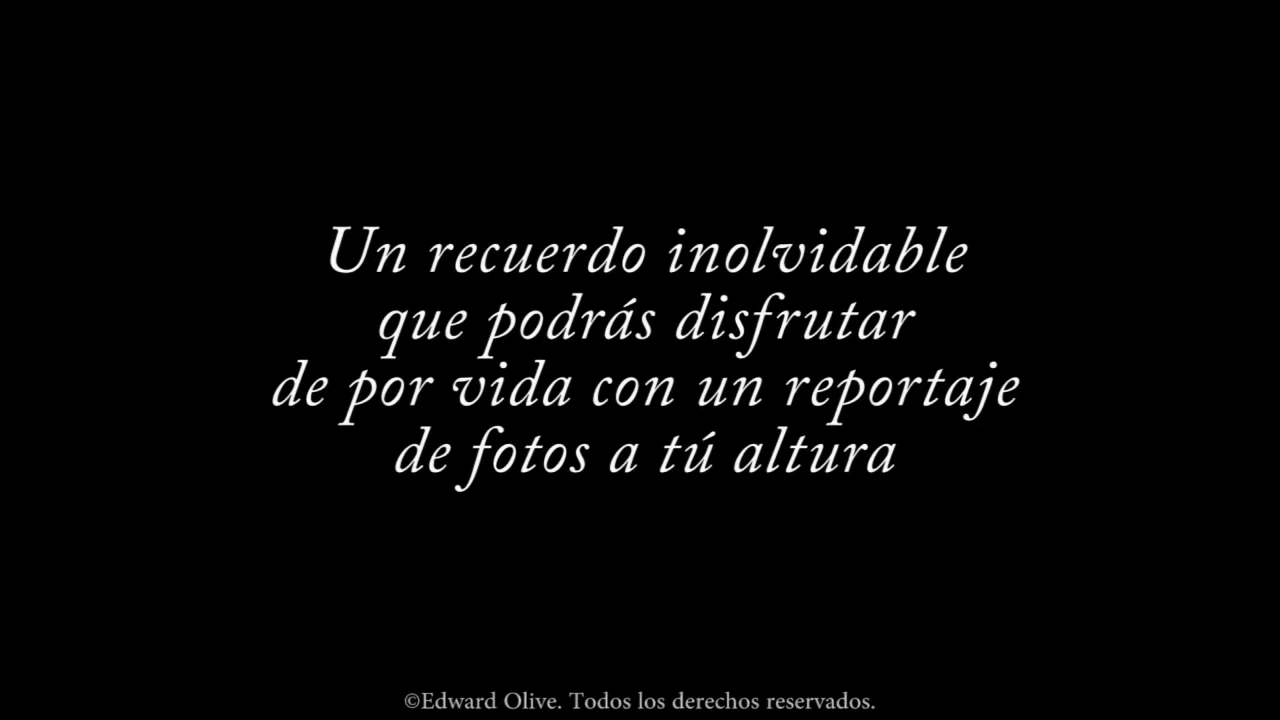 Un recuerdo inolvidable
que podrás disfrutar
de por vida con un reportaje
de fotos a tú altura
©Edward Olive. Todos los derechos reservados.